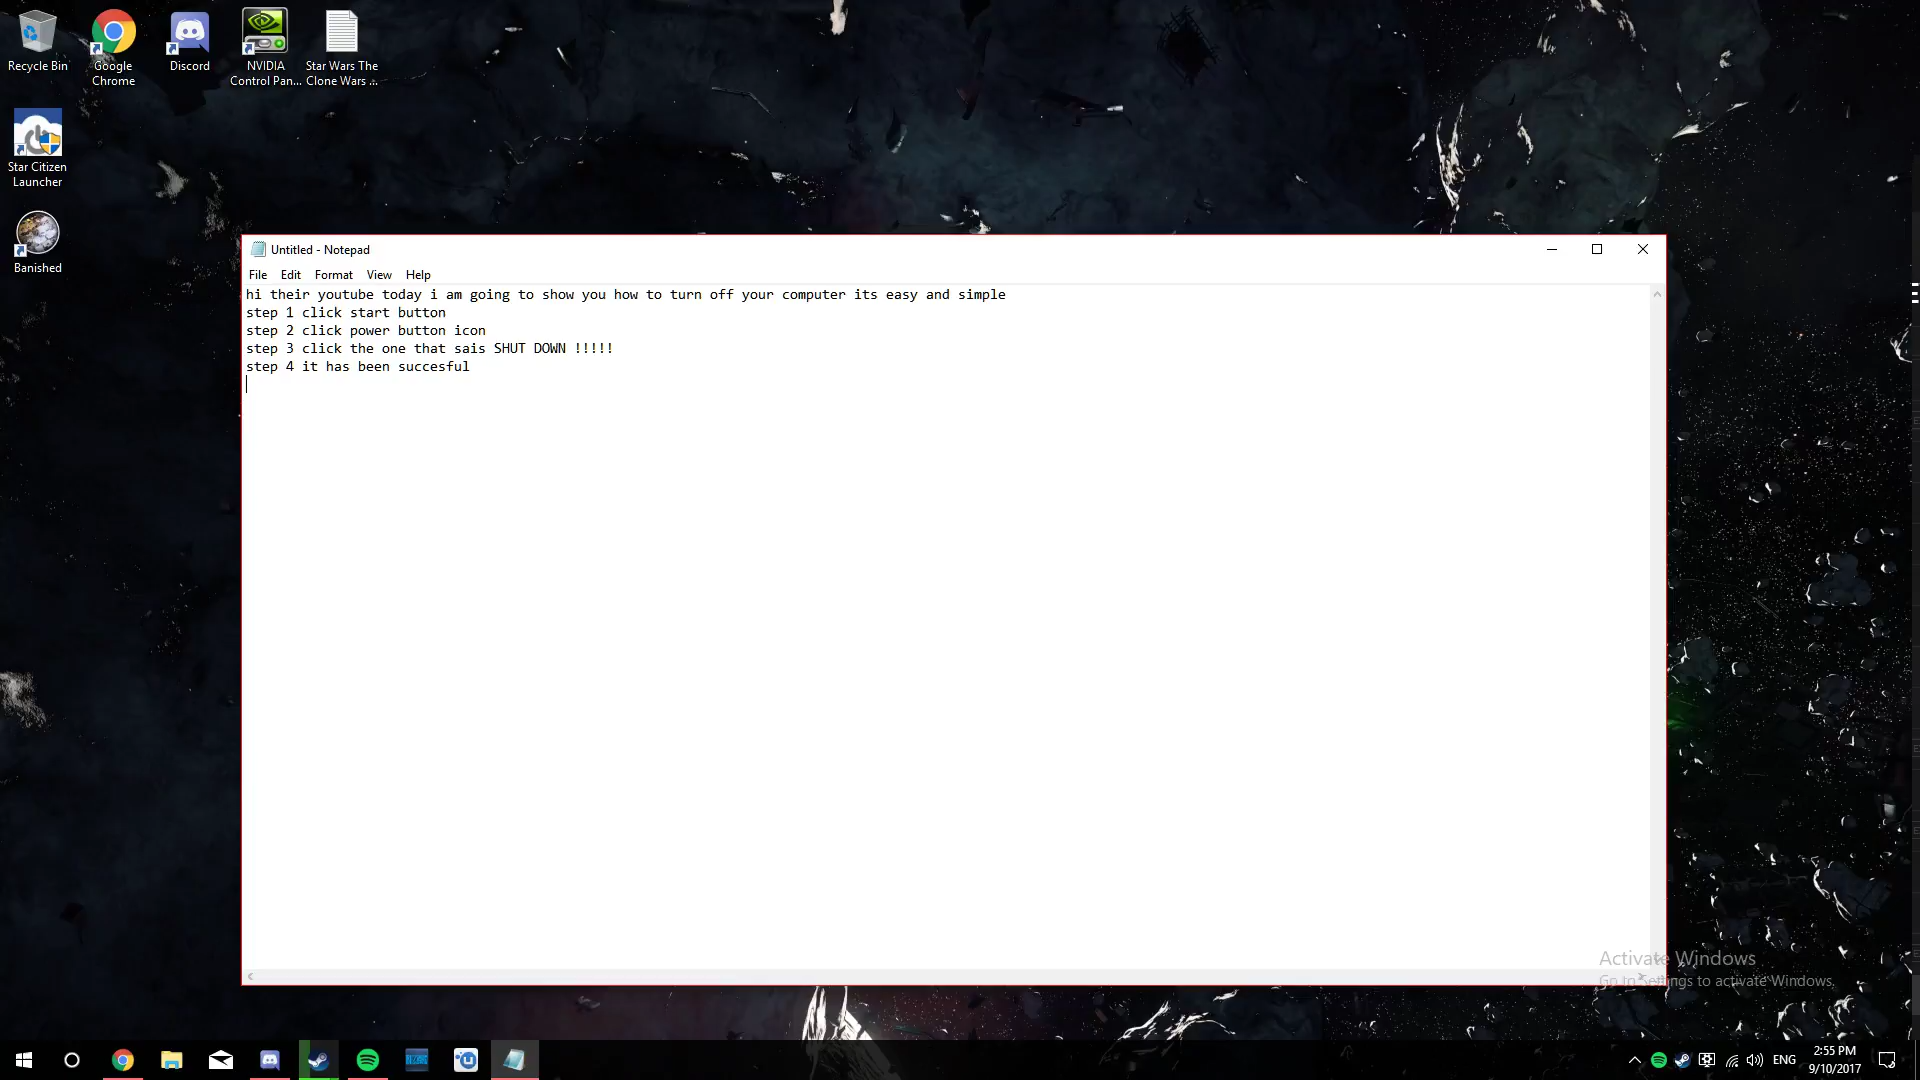 Recycle Bin
Google Chrome
Discord
NVIDIA Control Pan...
Star Wars The Clone Wars ...
Star Citizen Launcher
Banished
Untitled - Notepad
File Edit Format View Help
hi their youtube today i am going to show you how to turn off your computer its easy and simple
step 1 click start button
step 2 click power button icon
step 3 click the one that sais SHUT DOWN !!!!!
step 4 it has been succesful
Activate Windows
Go to Settings to activate Windows.
ENG
2:55 PM
9/10/2017